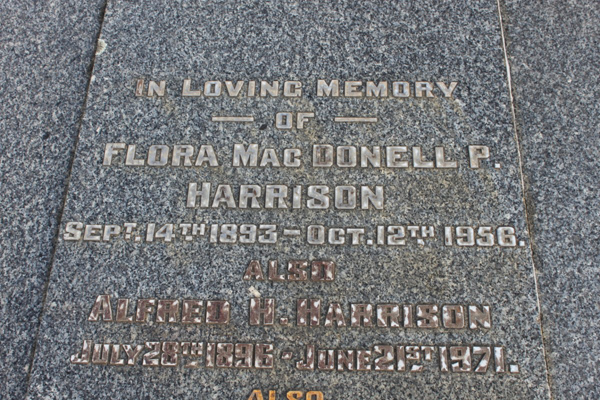 IN LOVING MEMORY
— OF —
FLORA MAC DONELL P.
HARRISON
SEPT. 14TH 1893 – OCT. 12TH 1956.
ALSO
ALFRED H. HARRISON
JULY 28TH 1896 - JUNE 21ST 1971.
ALSO